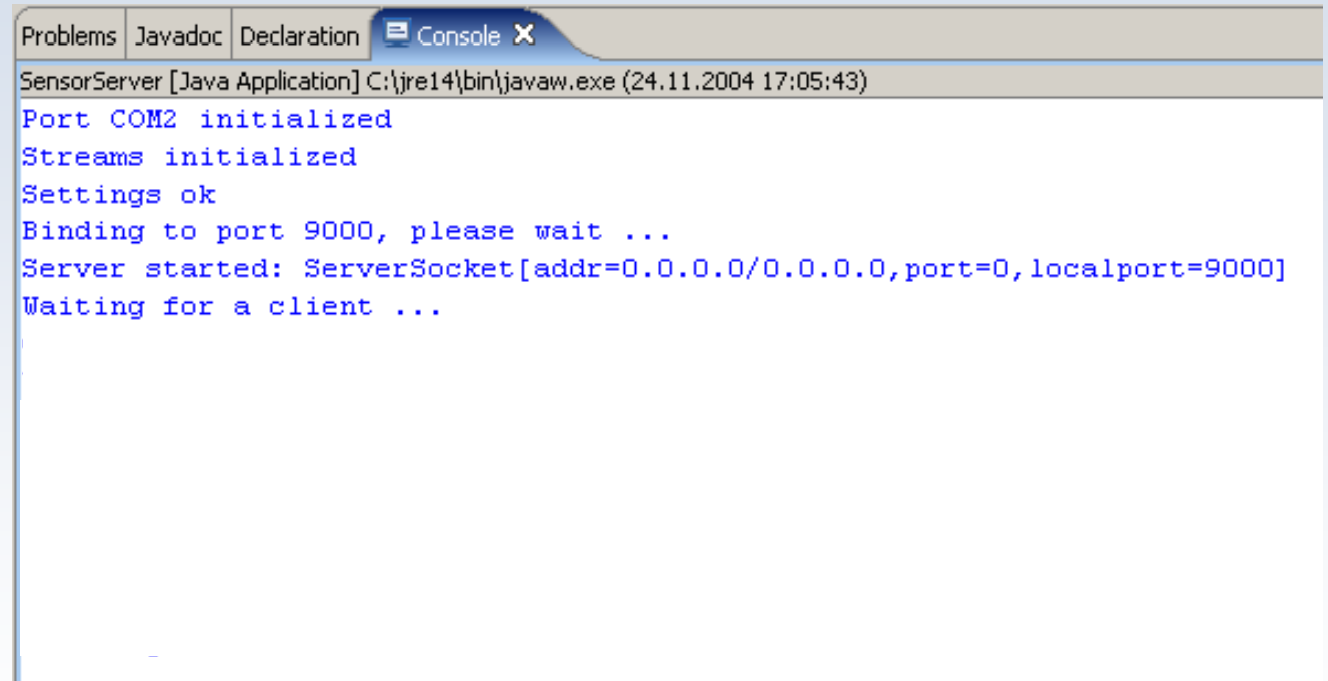 Problems Javadoc Declaration Console
SensorServer [Java Application] C:\jre14\bin\javaw.exe (24.11.2004 17:05:43)
Port COM2 initialized
Streams initialized
Settings ok
Binding to port 9000, please wait ...
Server started: ServerSocket[addr=0.0.0.0/0.0.0.0,port=0,localport=9000]
Waiting for a client ...